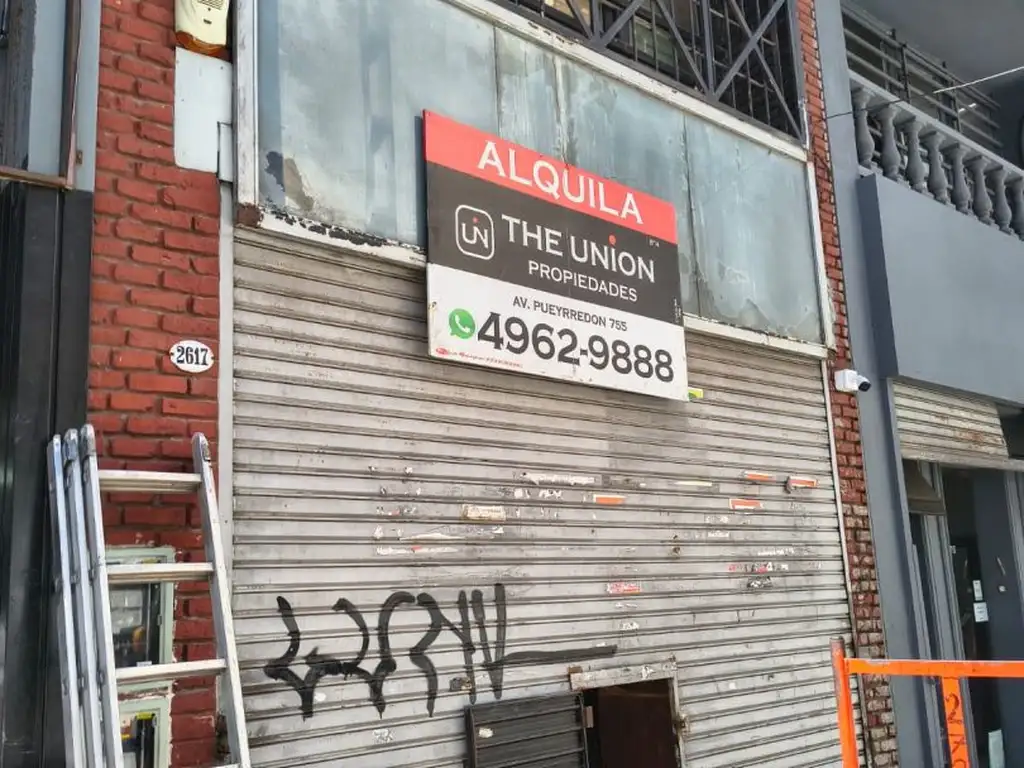 ALQUILA
UN THE UNION
PROPIEDADES
AV. PUEYRREDON 755
4962-9888
2617